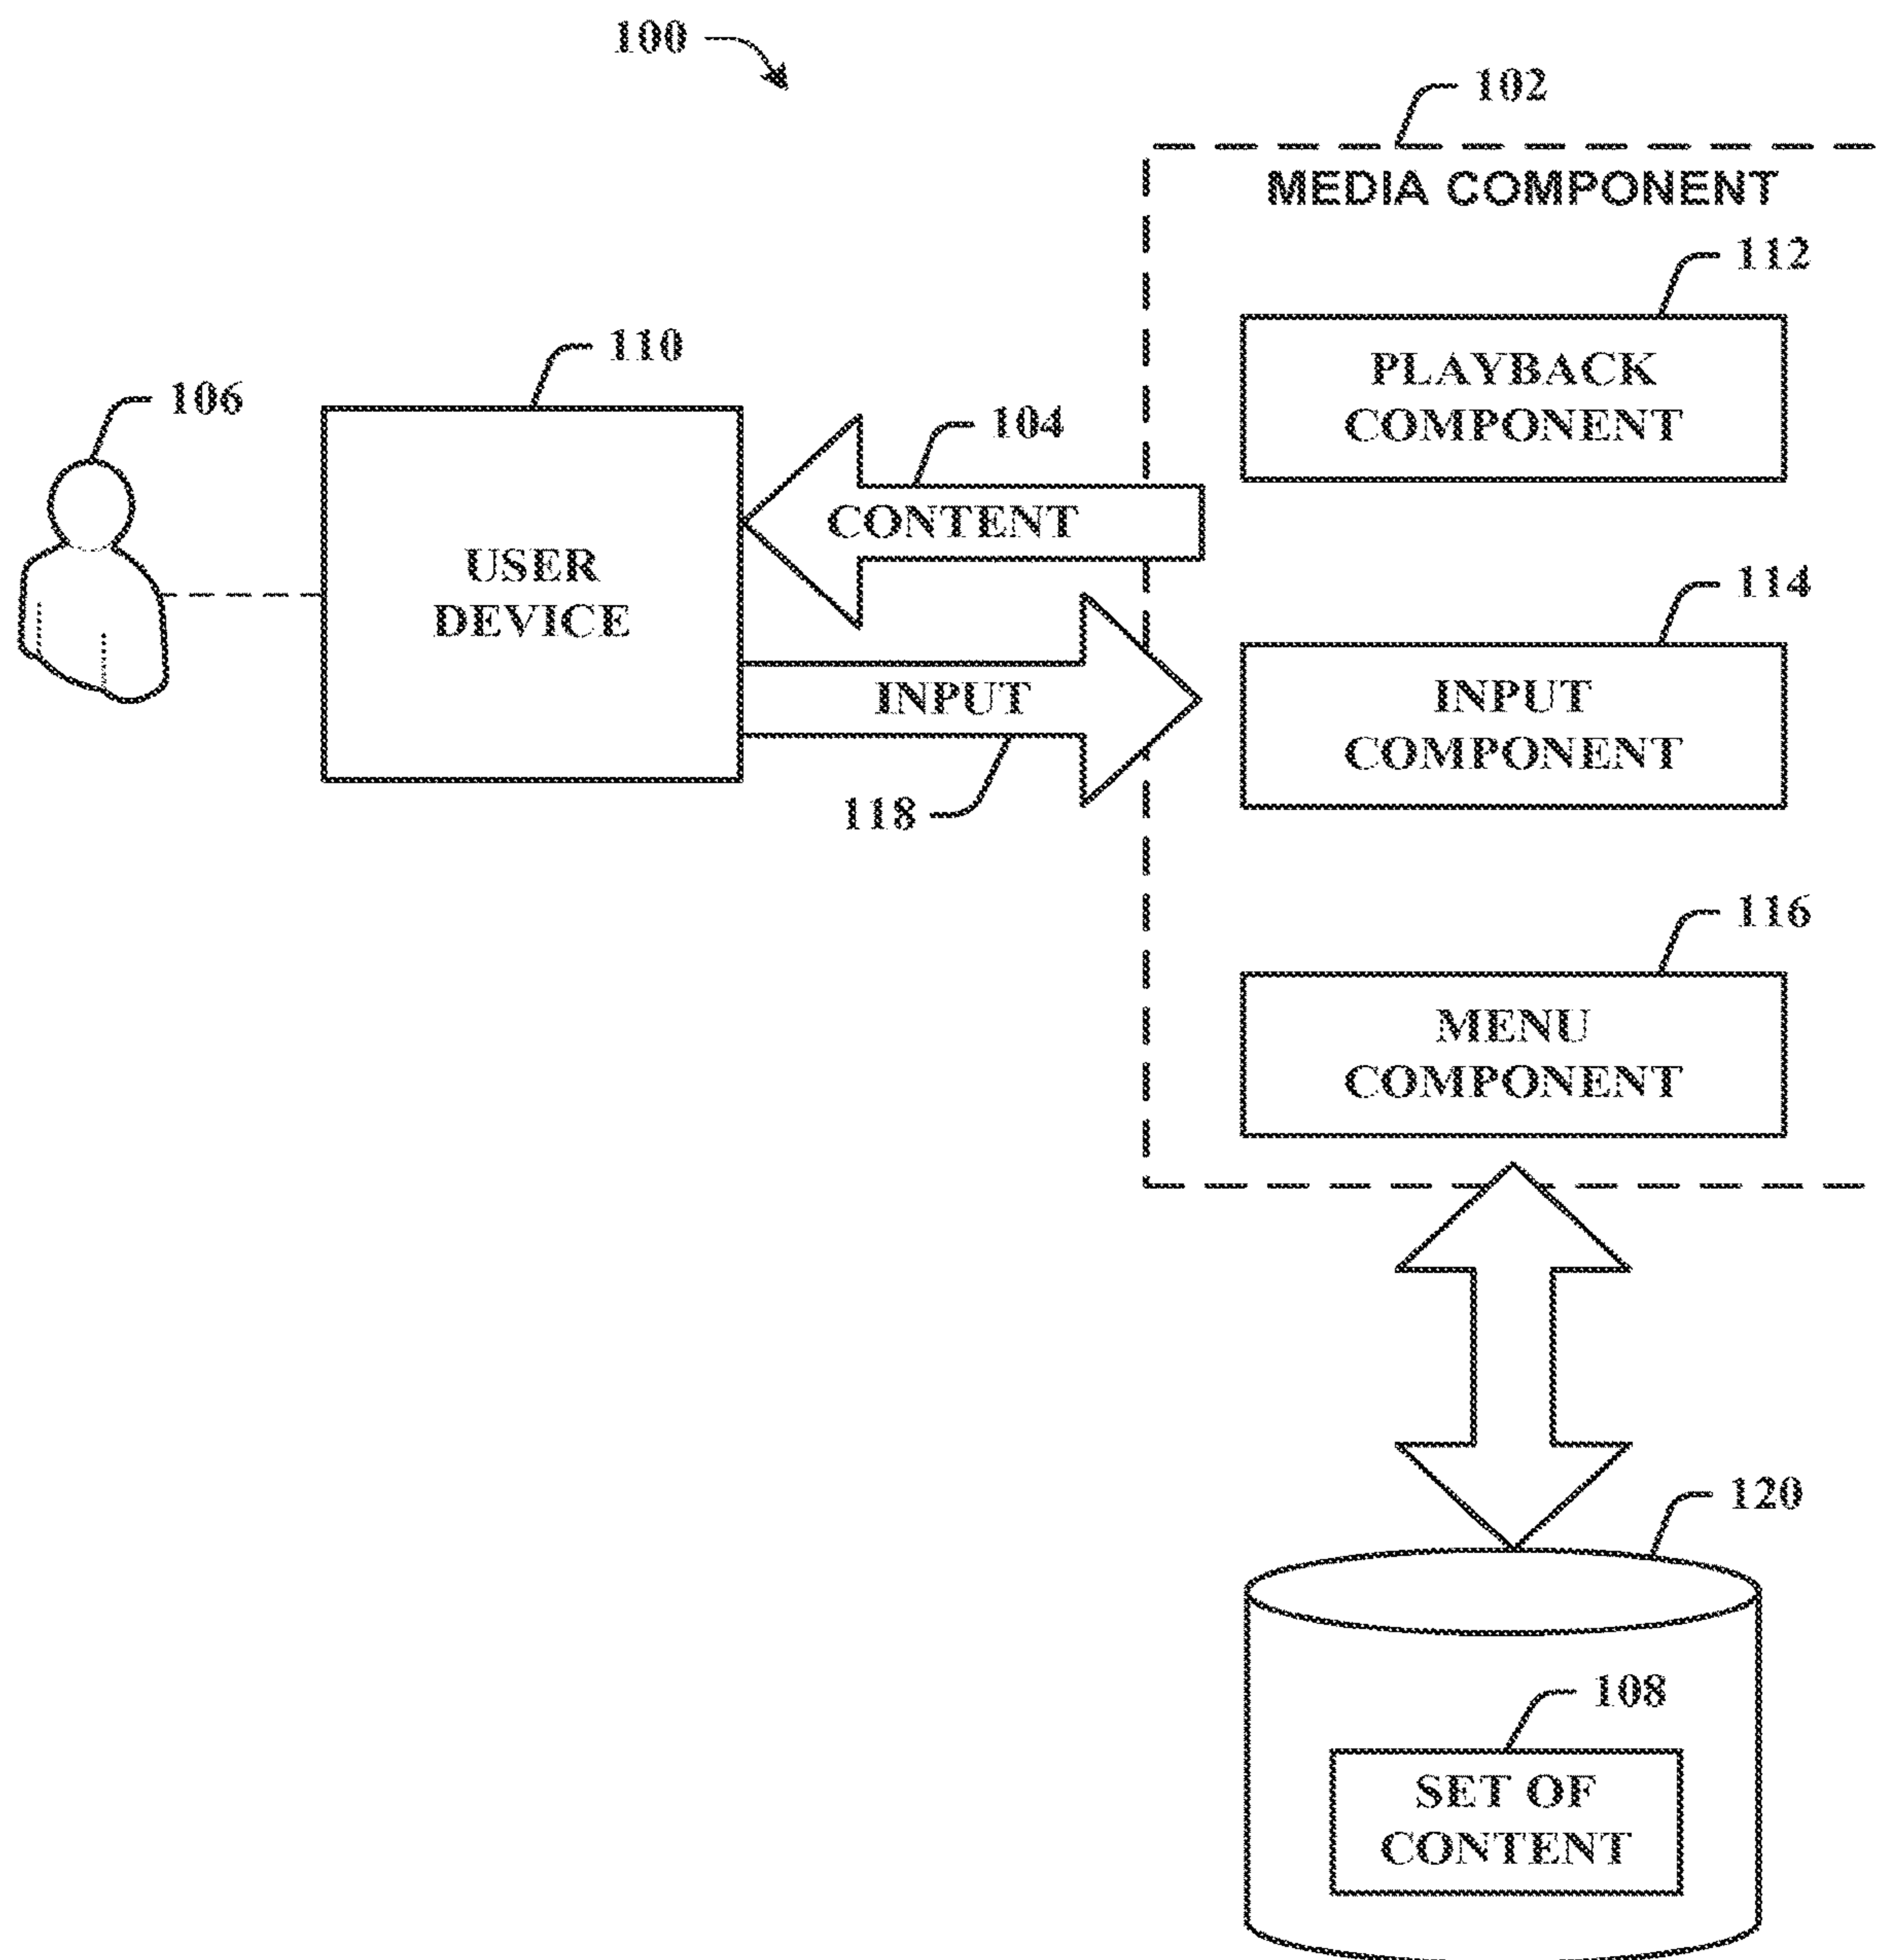 100
102
MEDIA COMPONENT
112
PLAYBACK
COMPONENT
110
106
104
CONTENT
USER
DEVICE
114
INPUT
COMPONENT
INPUT
118
116
MENU
COMPONENT
120
108
SET OF
CONTENT